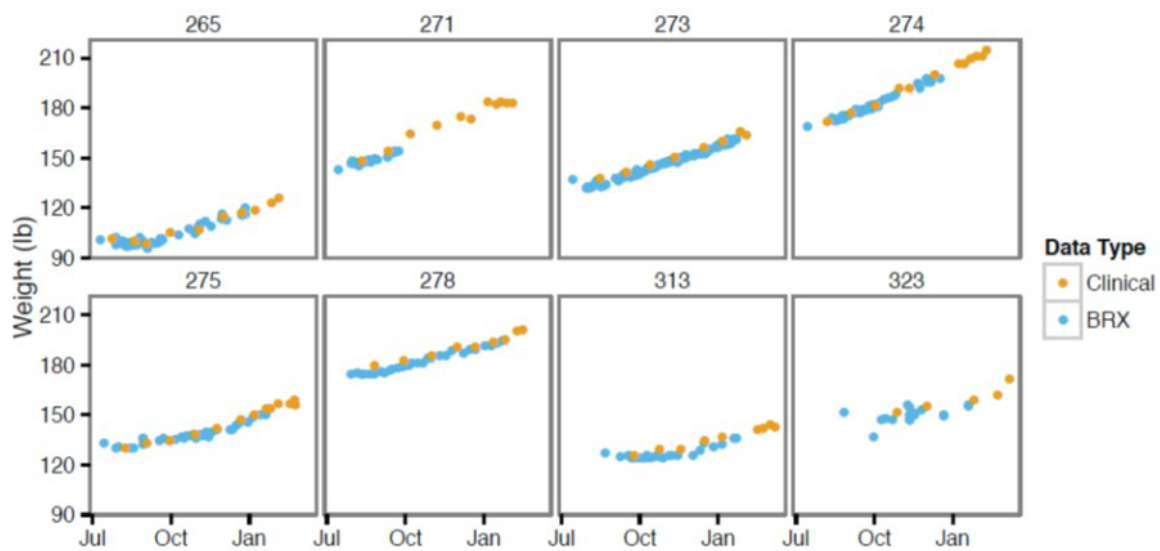 265 271 273 274
210
180
150
120
90
275 278 313 323
210
180
150
120
90
Jul Oct Jan Jul Oct Jan Jul Oct Jan Jul Oct Jan
Weight (lb)
Data Type
Clinical
BRX